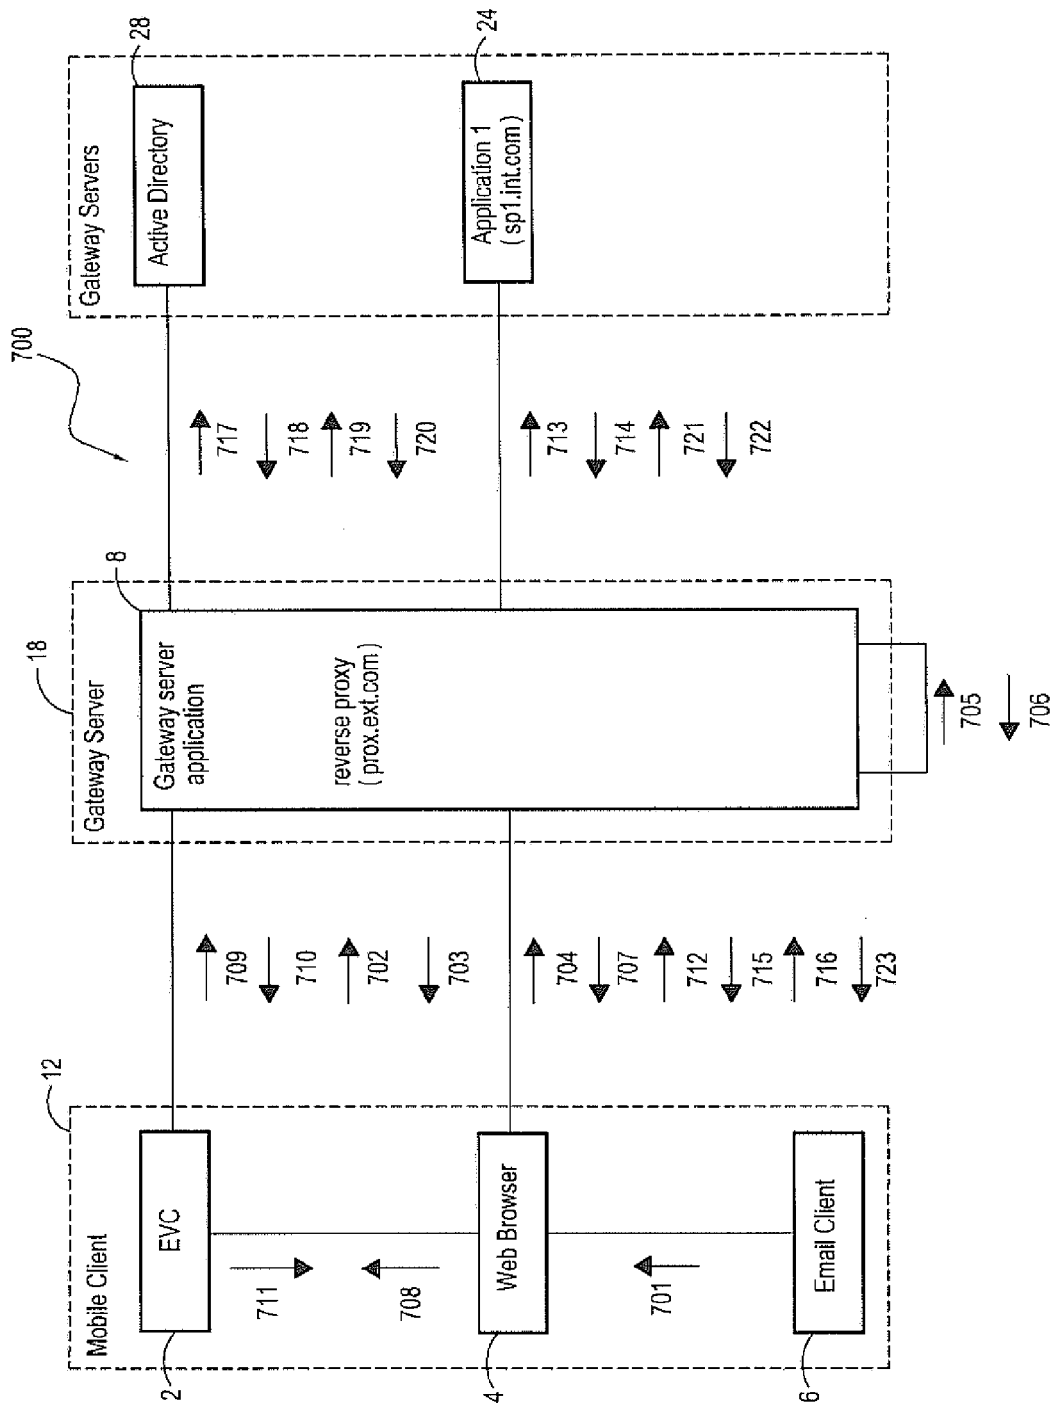 700
Mobile Client
12
EVC
2
Web Browser
4
Email Client
6
711
708
701
709
710
702
703
704
707
712
715
716
723
Gateway Server
18
Gateway server
application
8
reverse proxy
( prox.ext.com )
705
706
717
718
719
720
713
714
721
722
Gateway Servers
Active Directory
28
Application 1
( sp1.int.com )
24